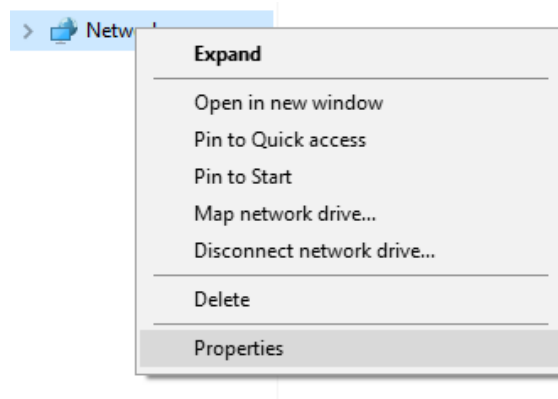 Network
Expand
Open in new window
Pin to Quick access
Pin to Start
Map network drive...
Disconnect network drive...
Delete
Properties